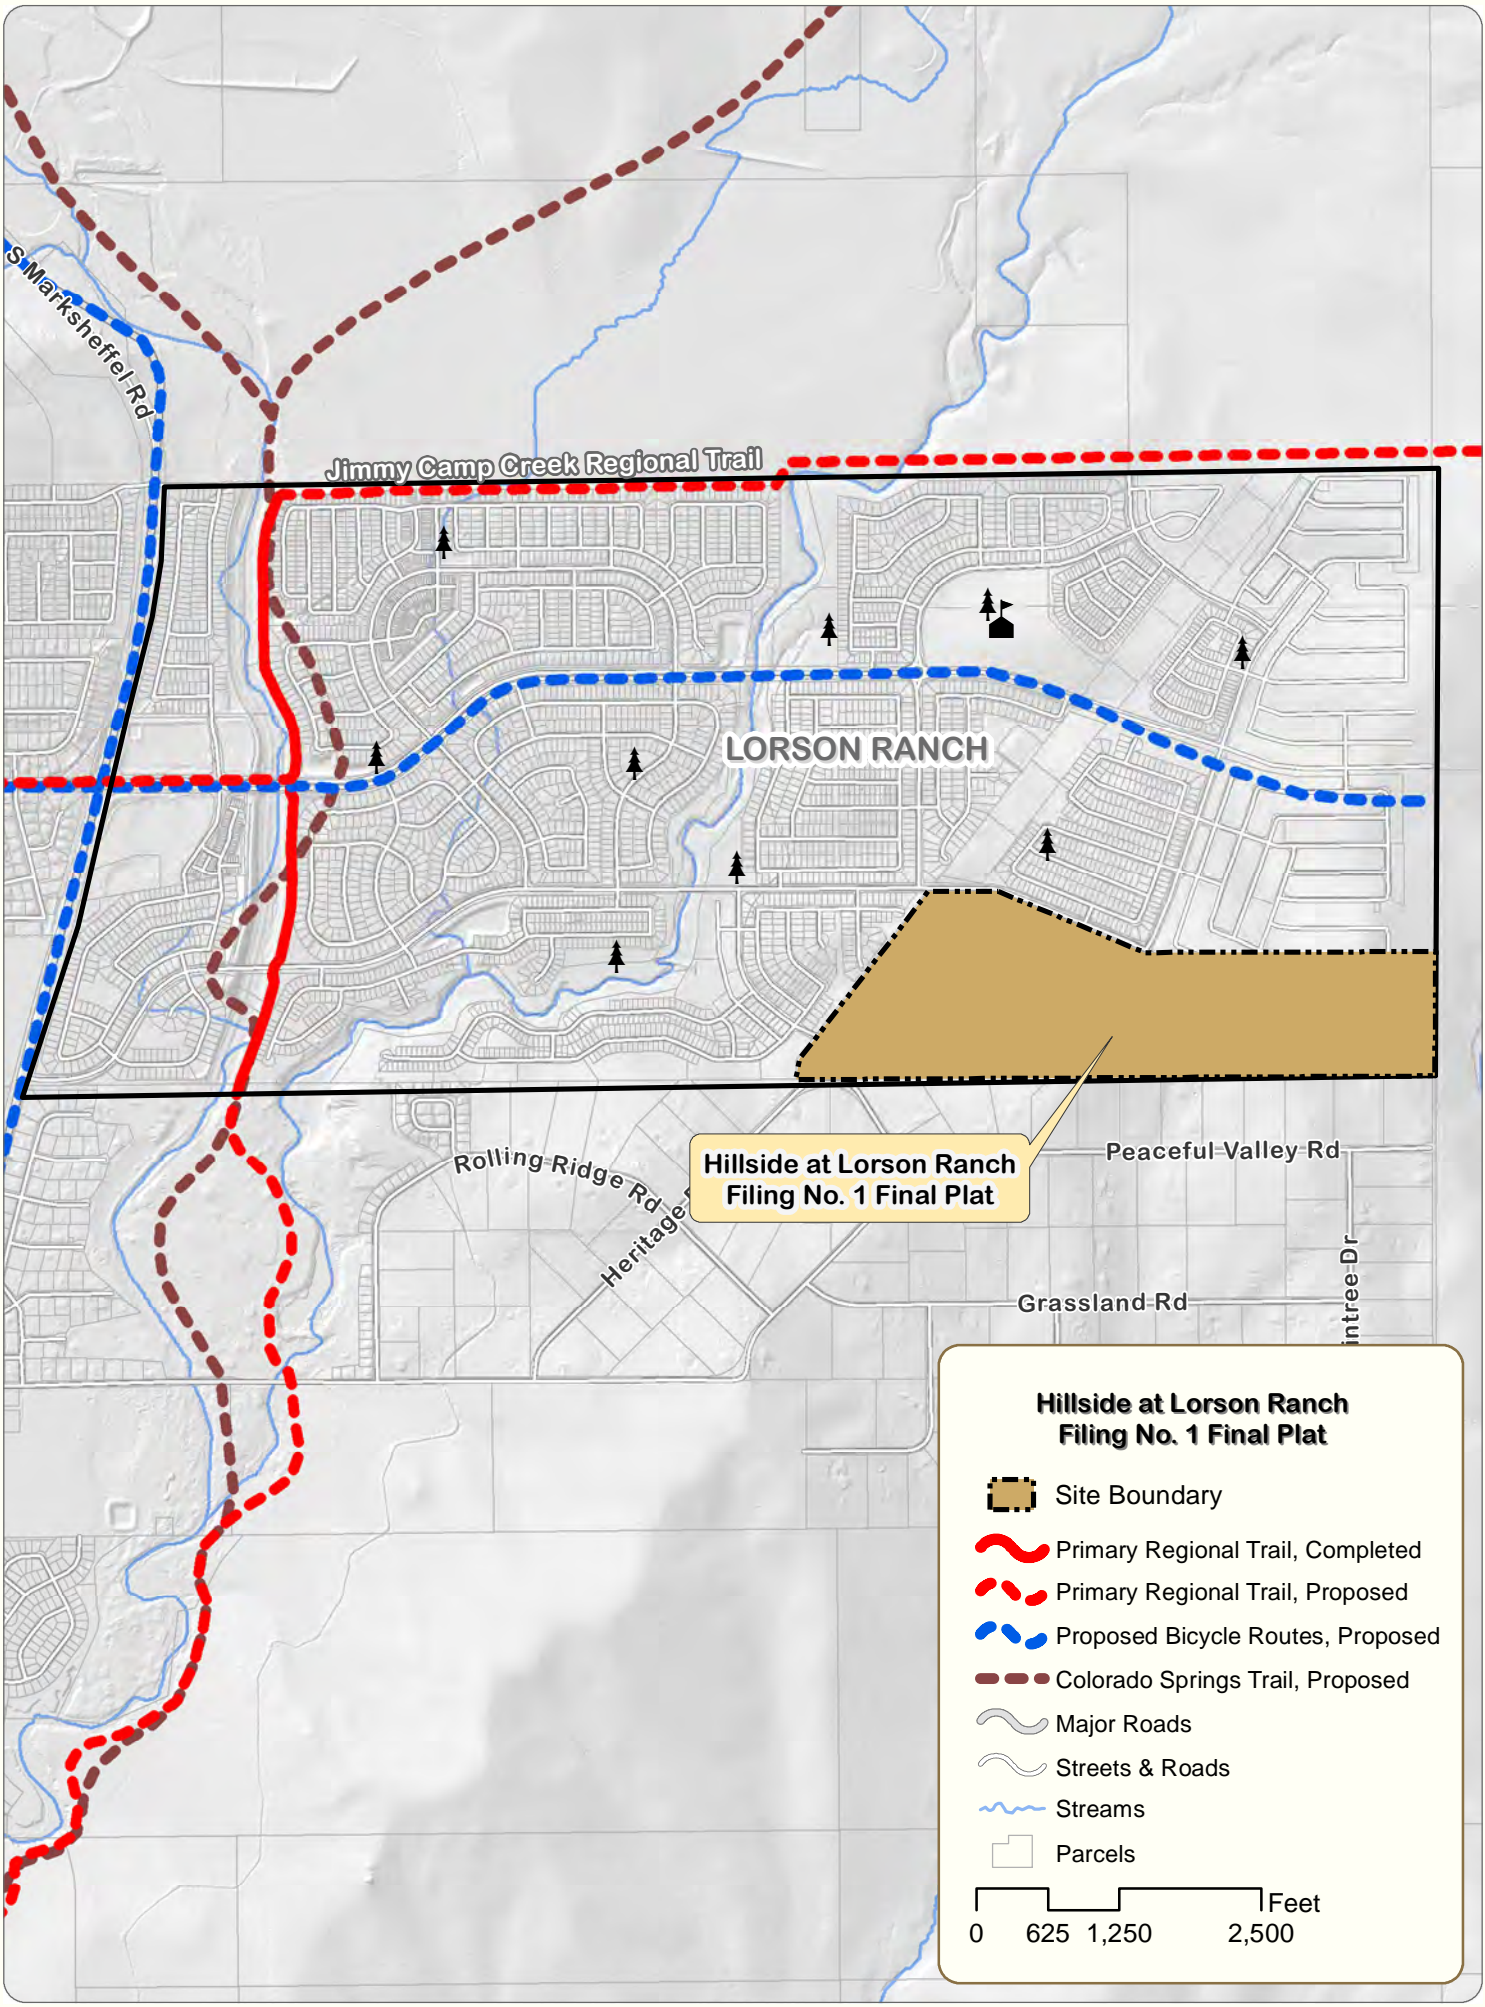 S Marksheffel Rd
Jimmy Camp Creek Regional Trail
LORSON RANCH
Hillside at Lorson Ranch
Filing No. 1 Final Plat
Peaceful Valley Rd
Rolling Ridge Rd
Heritage
Grassland Rd
intree Dr
Hillside at Lorson Ranch
Filing No. 1 Final Plat
Site Boundary
Primary Regional Trail, Completed
Primary Regional Trail, Proposed
Proposed Bicycle Routes, Proposed
Colorado Springs Trail, Proposed
Major Roads
Streets & Roads
Streams
Parcels
Feet
0 625 1,250 2,500